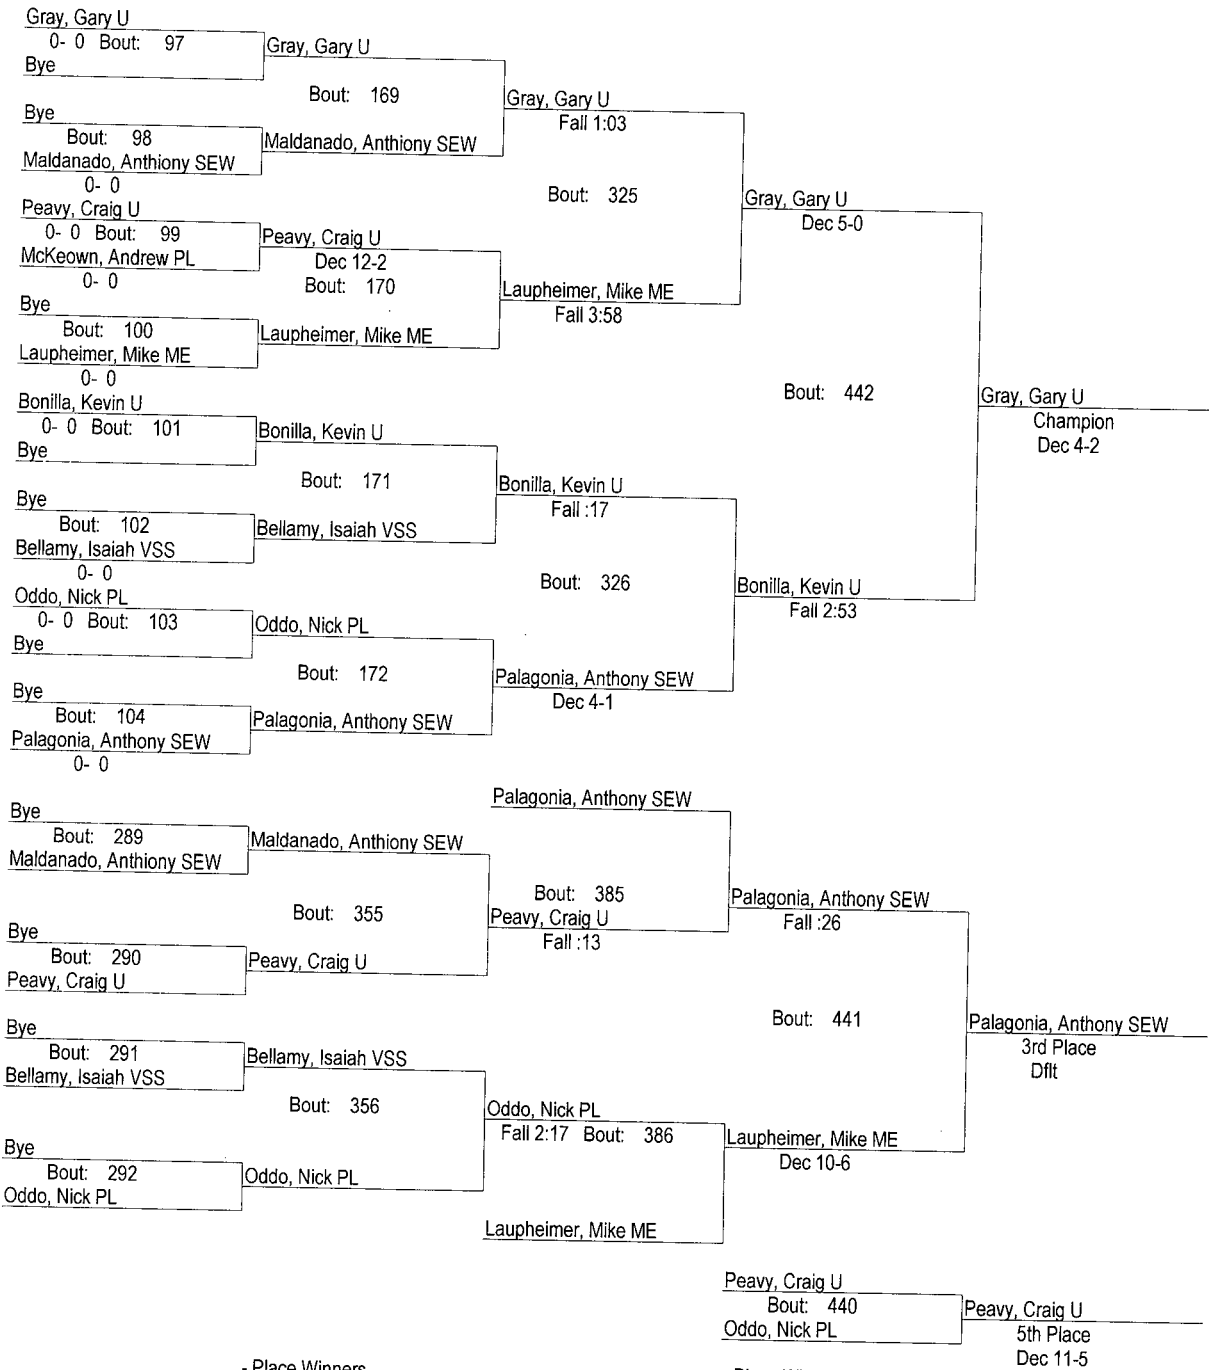 Gray, Gary U
0- 0 Bout: 97
Gray, Gary U
Bye
Bout: 169
Gray, Gary U
Fall 1:03
Bye
Bout: 98
Maldanado, Anthiony SEW
Maldanado, Anthiony SEW
0- 0
Bout: 325
Gray, Gary U
Dec 5-0
Peavy, Craig U
0- 0 Bout: 99
Peavy, Craig U
McKeown, Andrew PL
Dec 12-2
0- 0
Bout: 170
Laupheimer, Mike ME
Fall 3:58
Bye
Bout: 100
Laupheimer, Mike ME
Laupheimer, Mike ME
0- 0
Bout: 442
Gray, Gary U
Champion
Dec 4-2
Bonilla, Kevin U
0- 0 Bout: 101
Bonilla, Kevin U
Bye
Bout: 171
Bonilla, Kevin U
Fall :17
Bye
Bout: 102
Bellamy, Isaiah VSS
Bellamy, Isaiah VSS
0- 0
Bout: 326
Bonilla, Kevin U
Fall 2:53
Oddo, Nick PL
0- 0 Bout: 103
Oddo, Nick PL
Bye
Bout: 172
Palagonia, Anthony SEW
Dec 4-1
Bye
Bout: 104
Palagonia, Anthony SEW
Palagonia, Anthony SEW
0- 0
Palagonia, Anthony SEW
Bye
Bout: 289
Maldanado, Anthiony SEW
Maldanado, Anthiony SEW
Bout: 385
Palagonia, Anthony SEW
Fall :26
Bout: 355
Peavy, Craig U
Fall :13
Bye
Bout: 290
Peavy, Craig U
Peavy, Craig U
Bout: 441
Palagonia, Anthony SEW
3rd Place
Dflt
Bye
Bout: 291
Bellamy, Isaiah VSS
Bellamy, Isaiah VSS
Bout: 356
Oddo, Nick PL
Fall 2:17 Bout: 386
Laupheimer, Mike ME
Dec 10-6
Bye
Bout: 292
Oddo, Nick PL
Oddo, Nick PL
Laupheimer, Mike ME
Peavy, Craig U
Bout: 440
Peavy, Craig U
Oddo, Nick PL
5th Place
Dec 11-5
- Place Winners